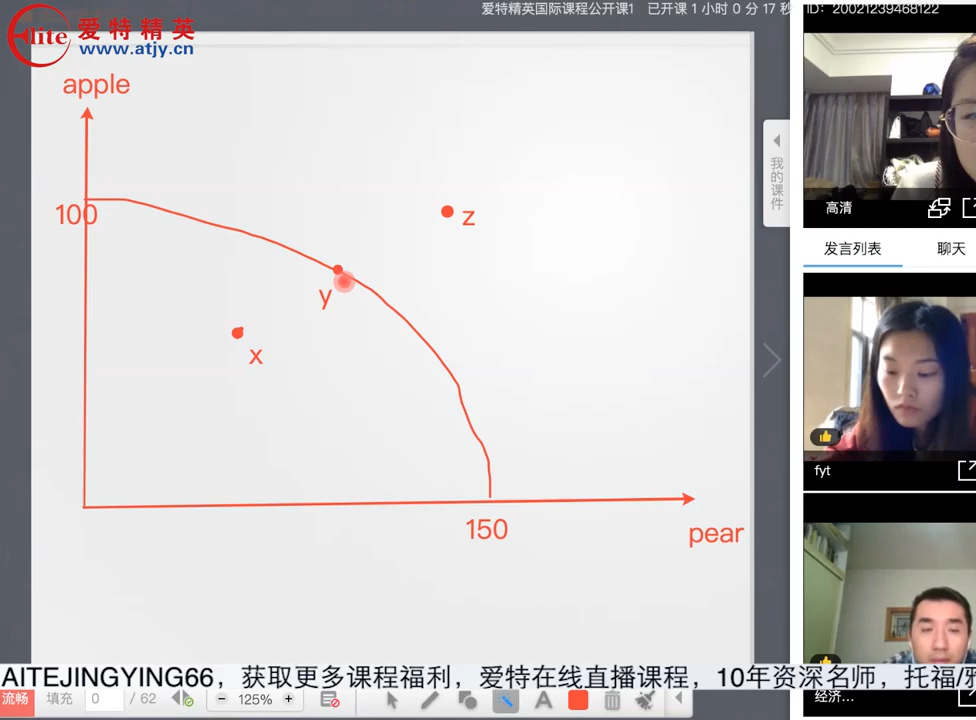 爱特精英国际课程公开课1 已开课 1 小时 0 分 17 秒
ID: 20021239468122
Elite 爱特精英
www.atjy.cn
apple
100
z
y
x
150
pear
我的课件
高清
发言列表 聊天
fyt
AITEJINGYING66，获取更多课程福利，爱特在线直播课程，10年资深名师，托福/雅
流畅 填充 0 / 62 125% A
经济...